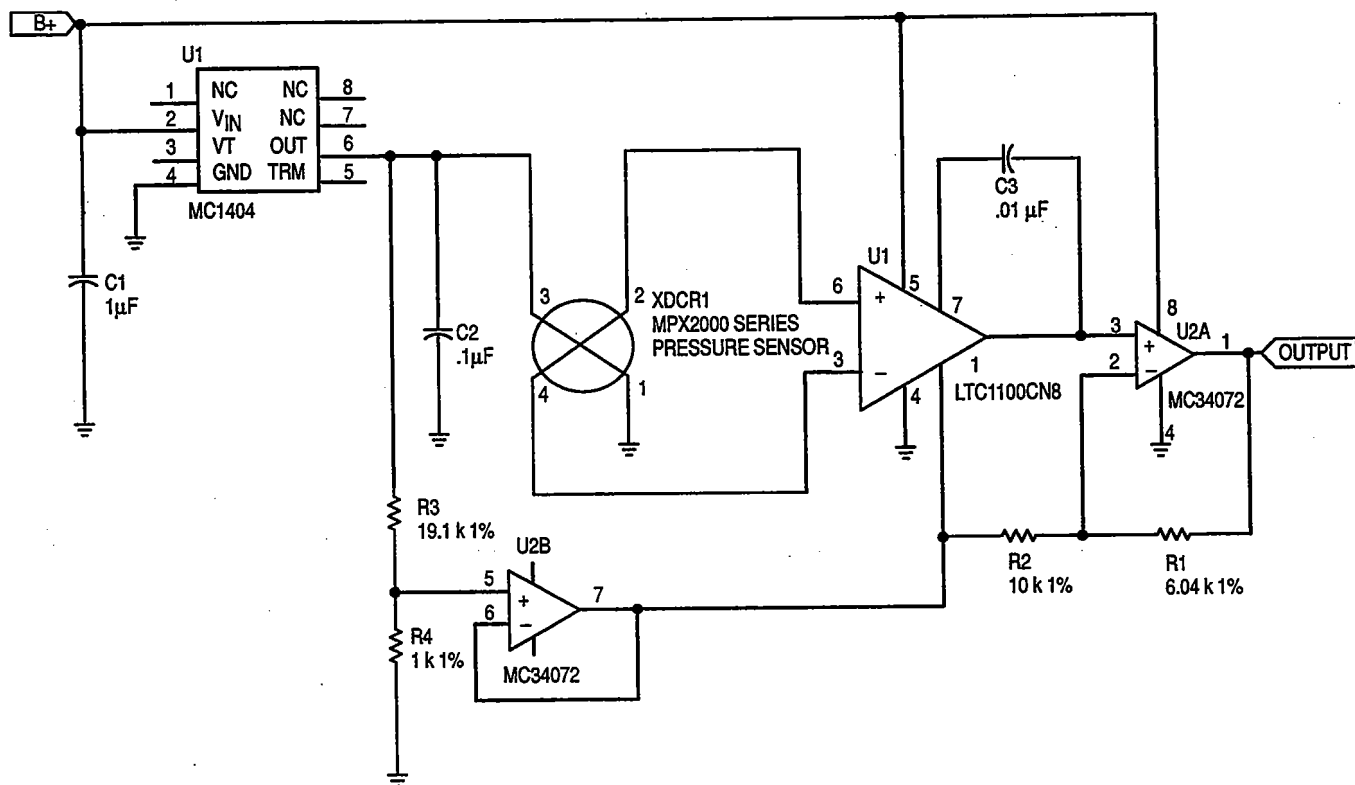 B+
U1
1 NC NC 8
2 VIN NC 7
3 VT OUT 6
4 GND TRM 5
MC1404
C1
1µF
C2
.1µF
3
2
4
1
XDCR1
MPX2000 SERIES
PRESSURE SENSOR
U1
6
+
3
−
5
7
4
1
LTC1100CN8
C3
.01 µF
3
+
2
−
8
U2A
1
4
MC34072
OUTPUT
R3
19.1 k 1%
R4
1 k 1%
U2B
5
+
6
−
7
MC34072
R2
10 k 1%
R1
6.04 k 1%